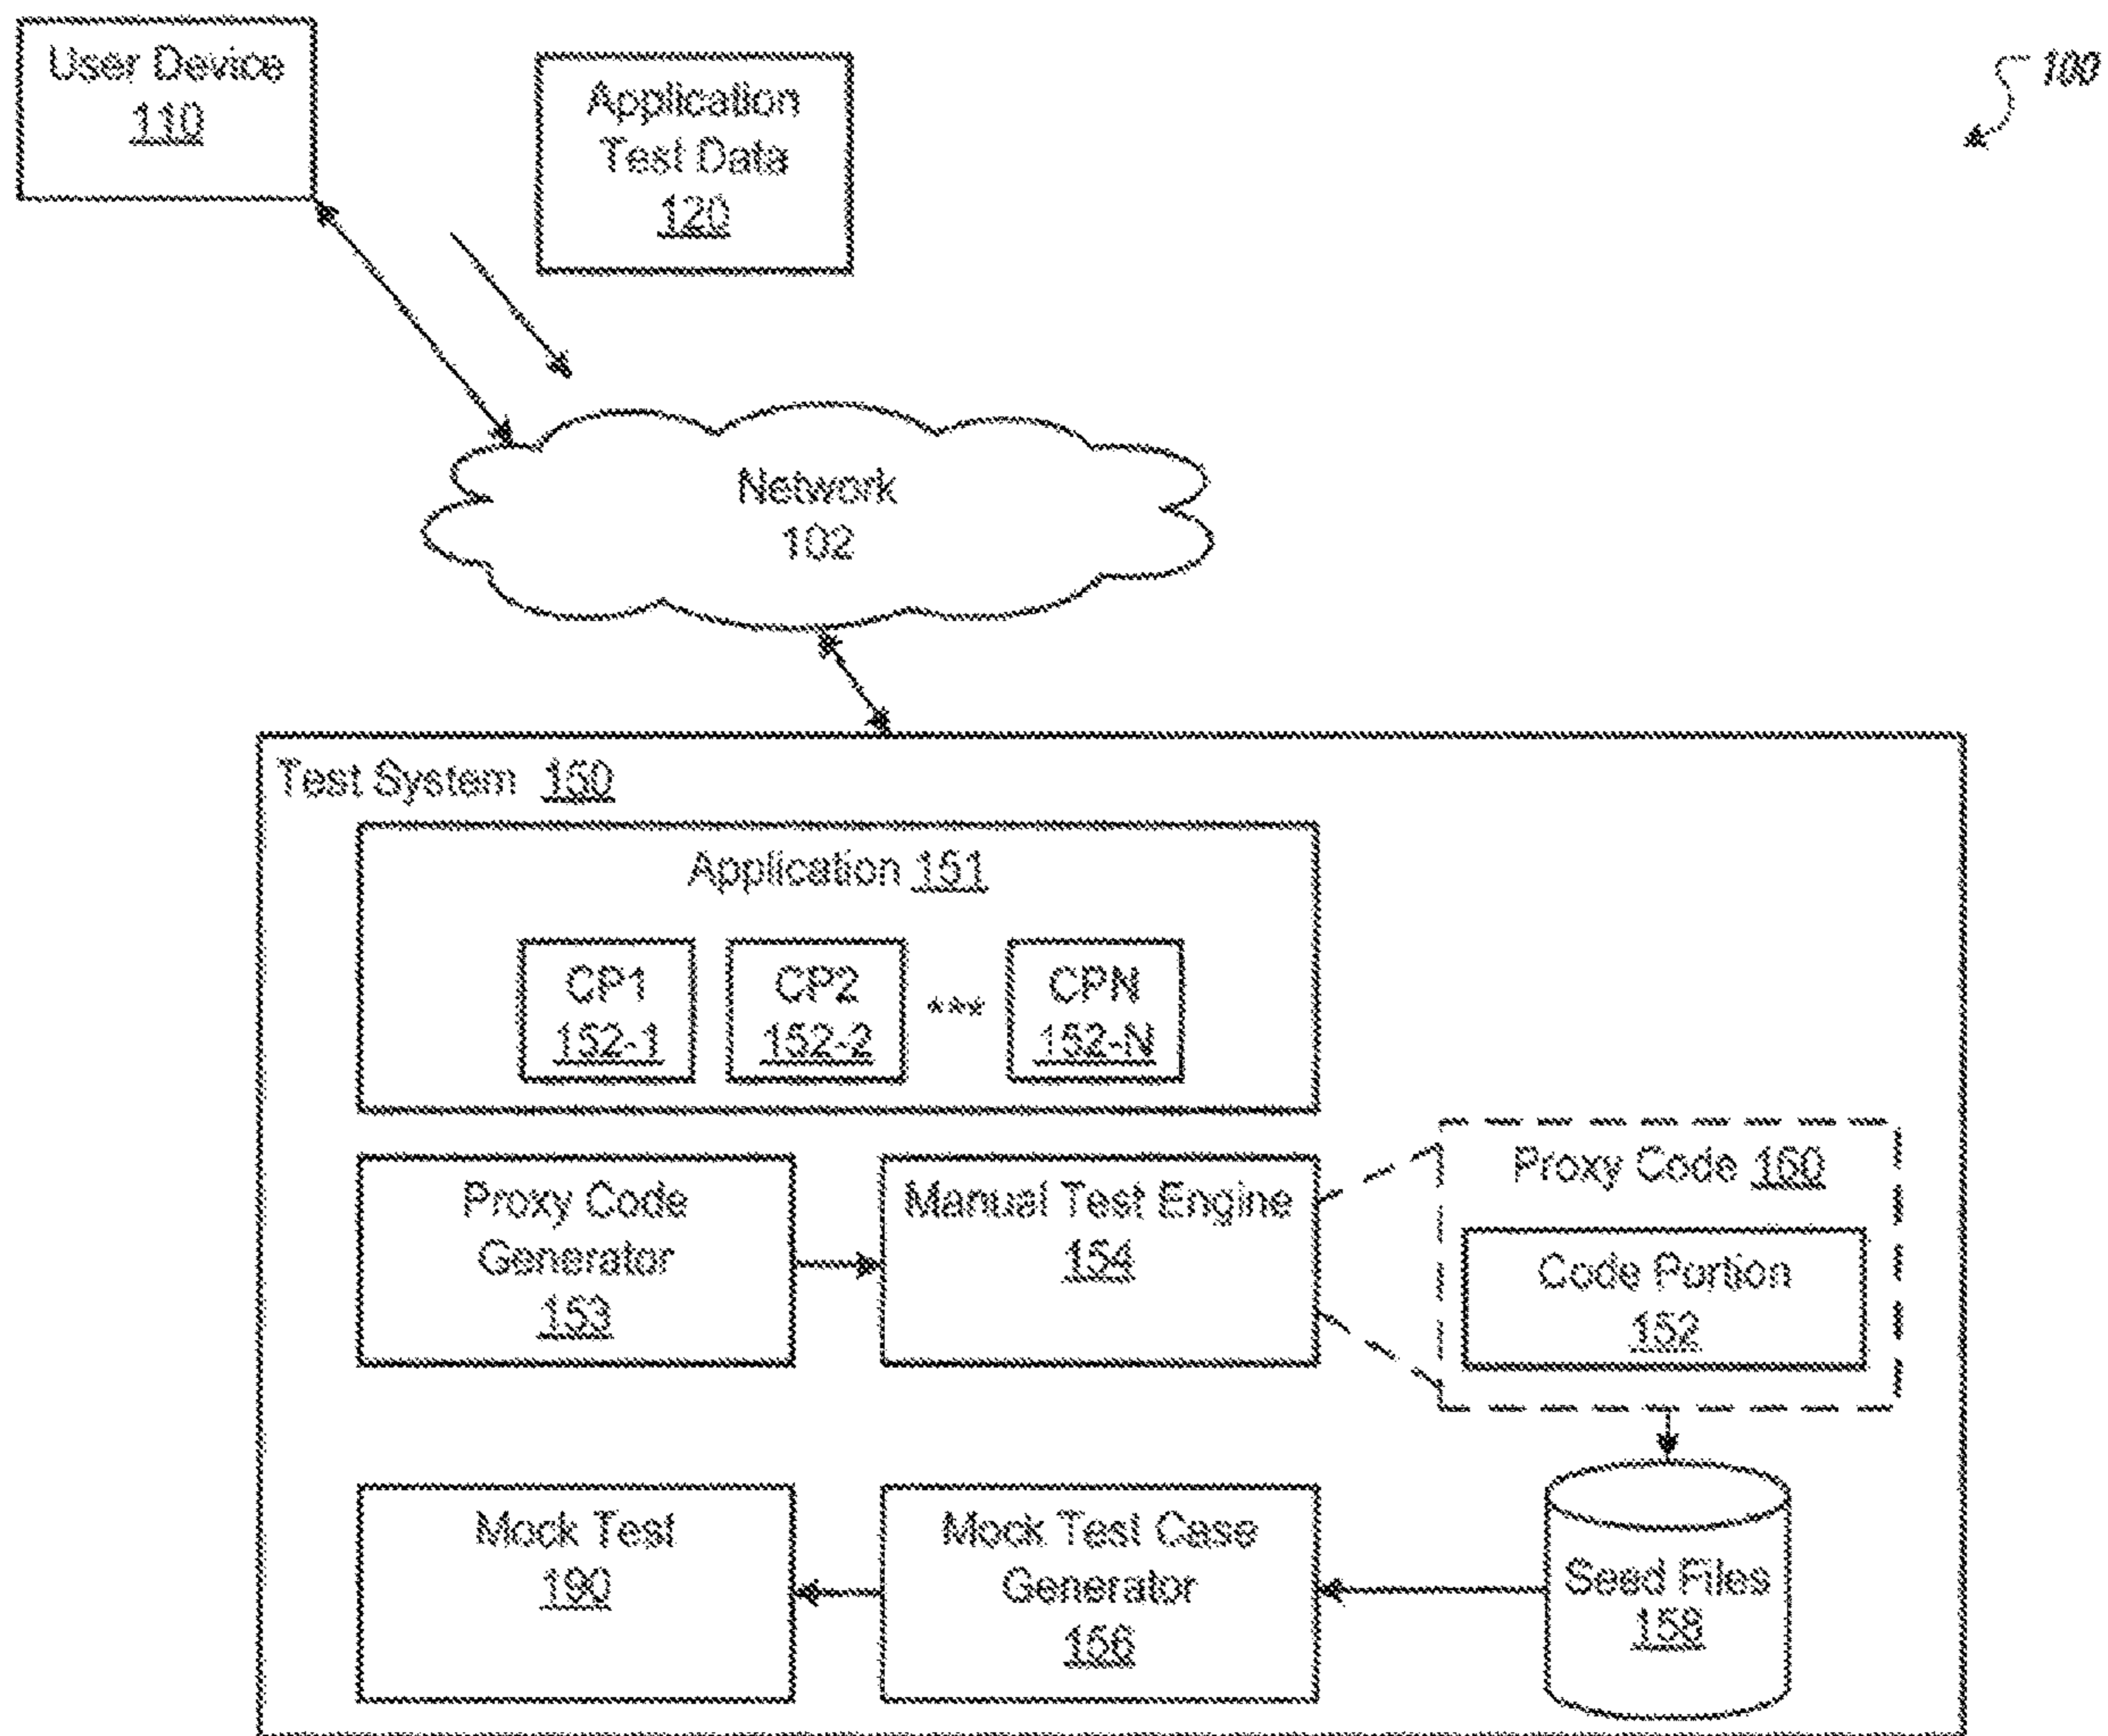 User Device
110
Application
Test Data
120
100
Network
102
Test System 150
Application 151
CP1
152-1
CP2
152-2
***
CPN
152-N
Proxy Code
Generator
153
Manual Test Engine
154
Proxy Code 160
Code Portion
152
Mock Test
190
Mock Test Case
Generator
156
Seed Files
158